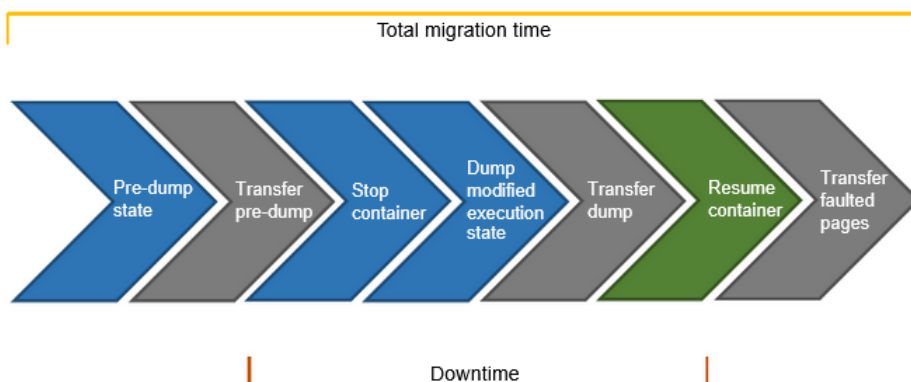 Total migration time
Pre-dump
state
Transfer
pre-dump
Stop
container
Dump
modified
execution
state
Transfer
dump
Resume
container
Transfer
faulted
pages
Downtime